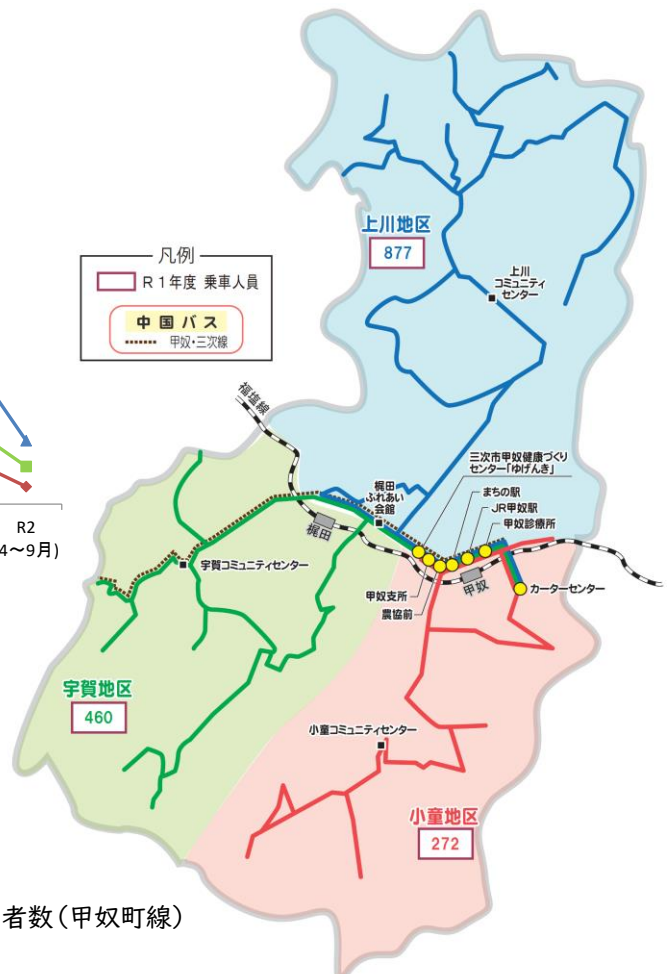 凡例
R1年度 乗車人員
中国バス
甲奴・三次線
上川地区
877
上川
コミュニティ
センター
福塩線
三次市甲奴健康づくり
センター「ゆげんき」
まちの駅
JR甲奴駅
甲奴診療所
梶田
ふれあい
会館
梶田
R2
4～9月)
宇賀コミュニティセンター
甲奴
カーターセンター
甲奴支所
農協前
宇賀地区
460
小童コミュニティセンター
小童地区
272
者数(甲奴町線)